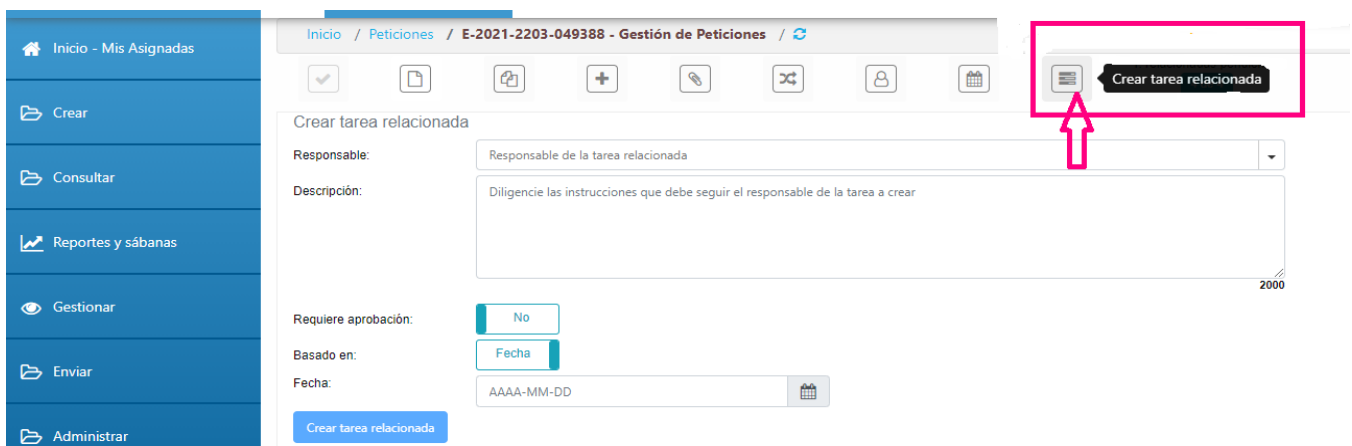 Inicio - Mis Asignadas
Crear
Consultar
Reportes y sábanas
Gestionar
Enviar
Administrar
Inicio / Peticiones / E-2021-2203-049388 - Gestión de Peticiones /
Crear tarea relacionada
Crear tarea relacionada
Responsable: Responsable de la tarea relacionada
Descripción: Diligencie las instrucciones que debe seguir el responsable de la tarea a crear
2000
Requiere aprobación: No
Basado en: Fecha
Fecha: AAAA-MM-DD
Crear tarea relacionada